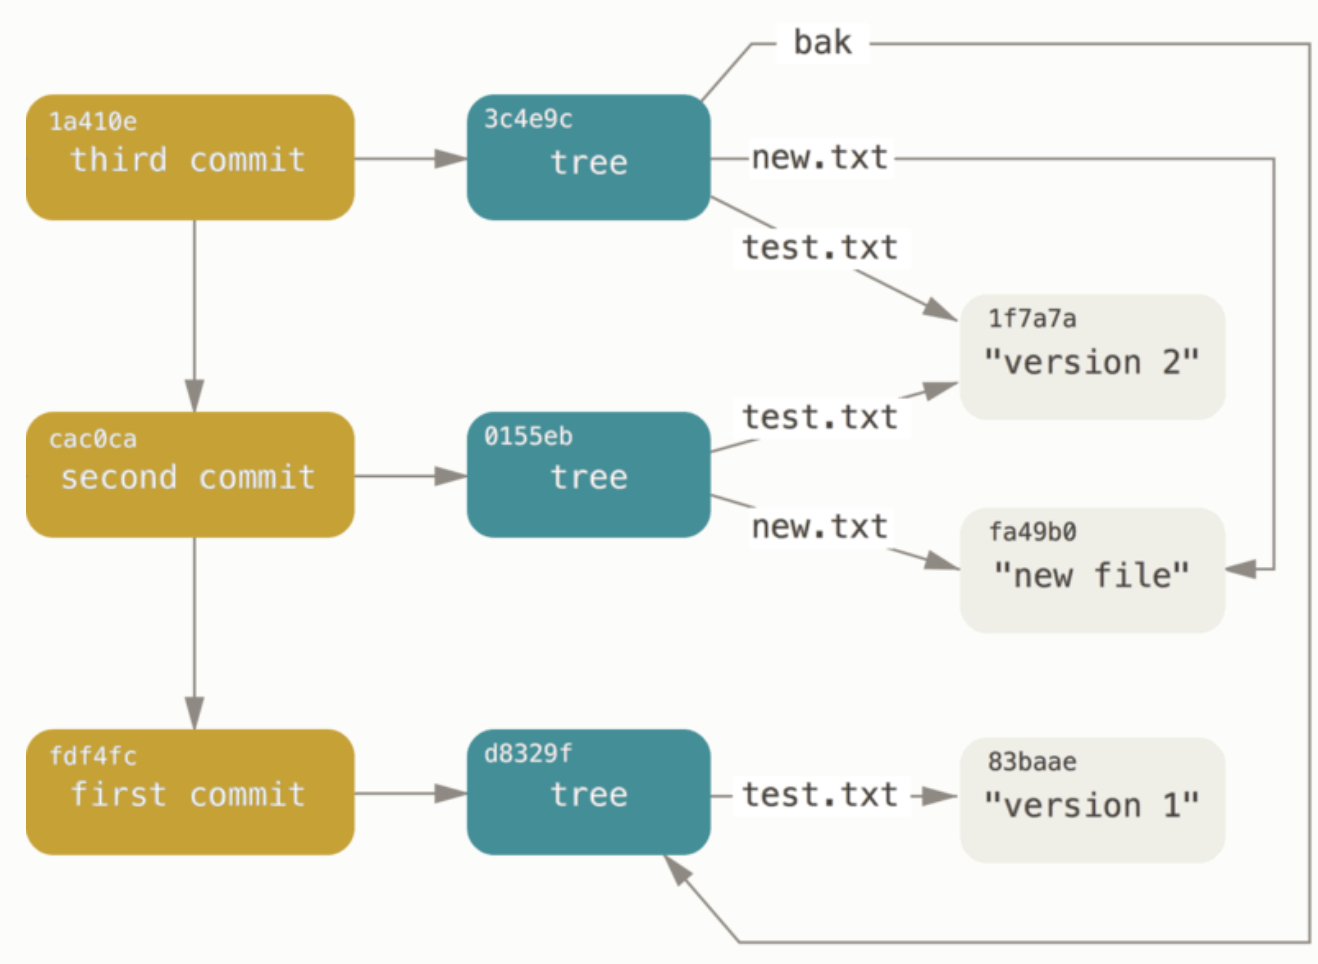 bak
1a410e
third commit
3c4e9c
tree
new.txt
test.txt
1f7a7a
"version 2"
cac0ca
second commit
0155eb
tree
test.txt
new.txt
fa49b0
"new file"
fdf4fc
first commit
d8329f
tree
test.txt
83baae
"version 1"